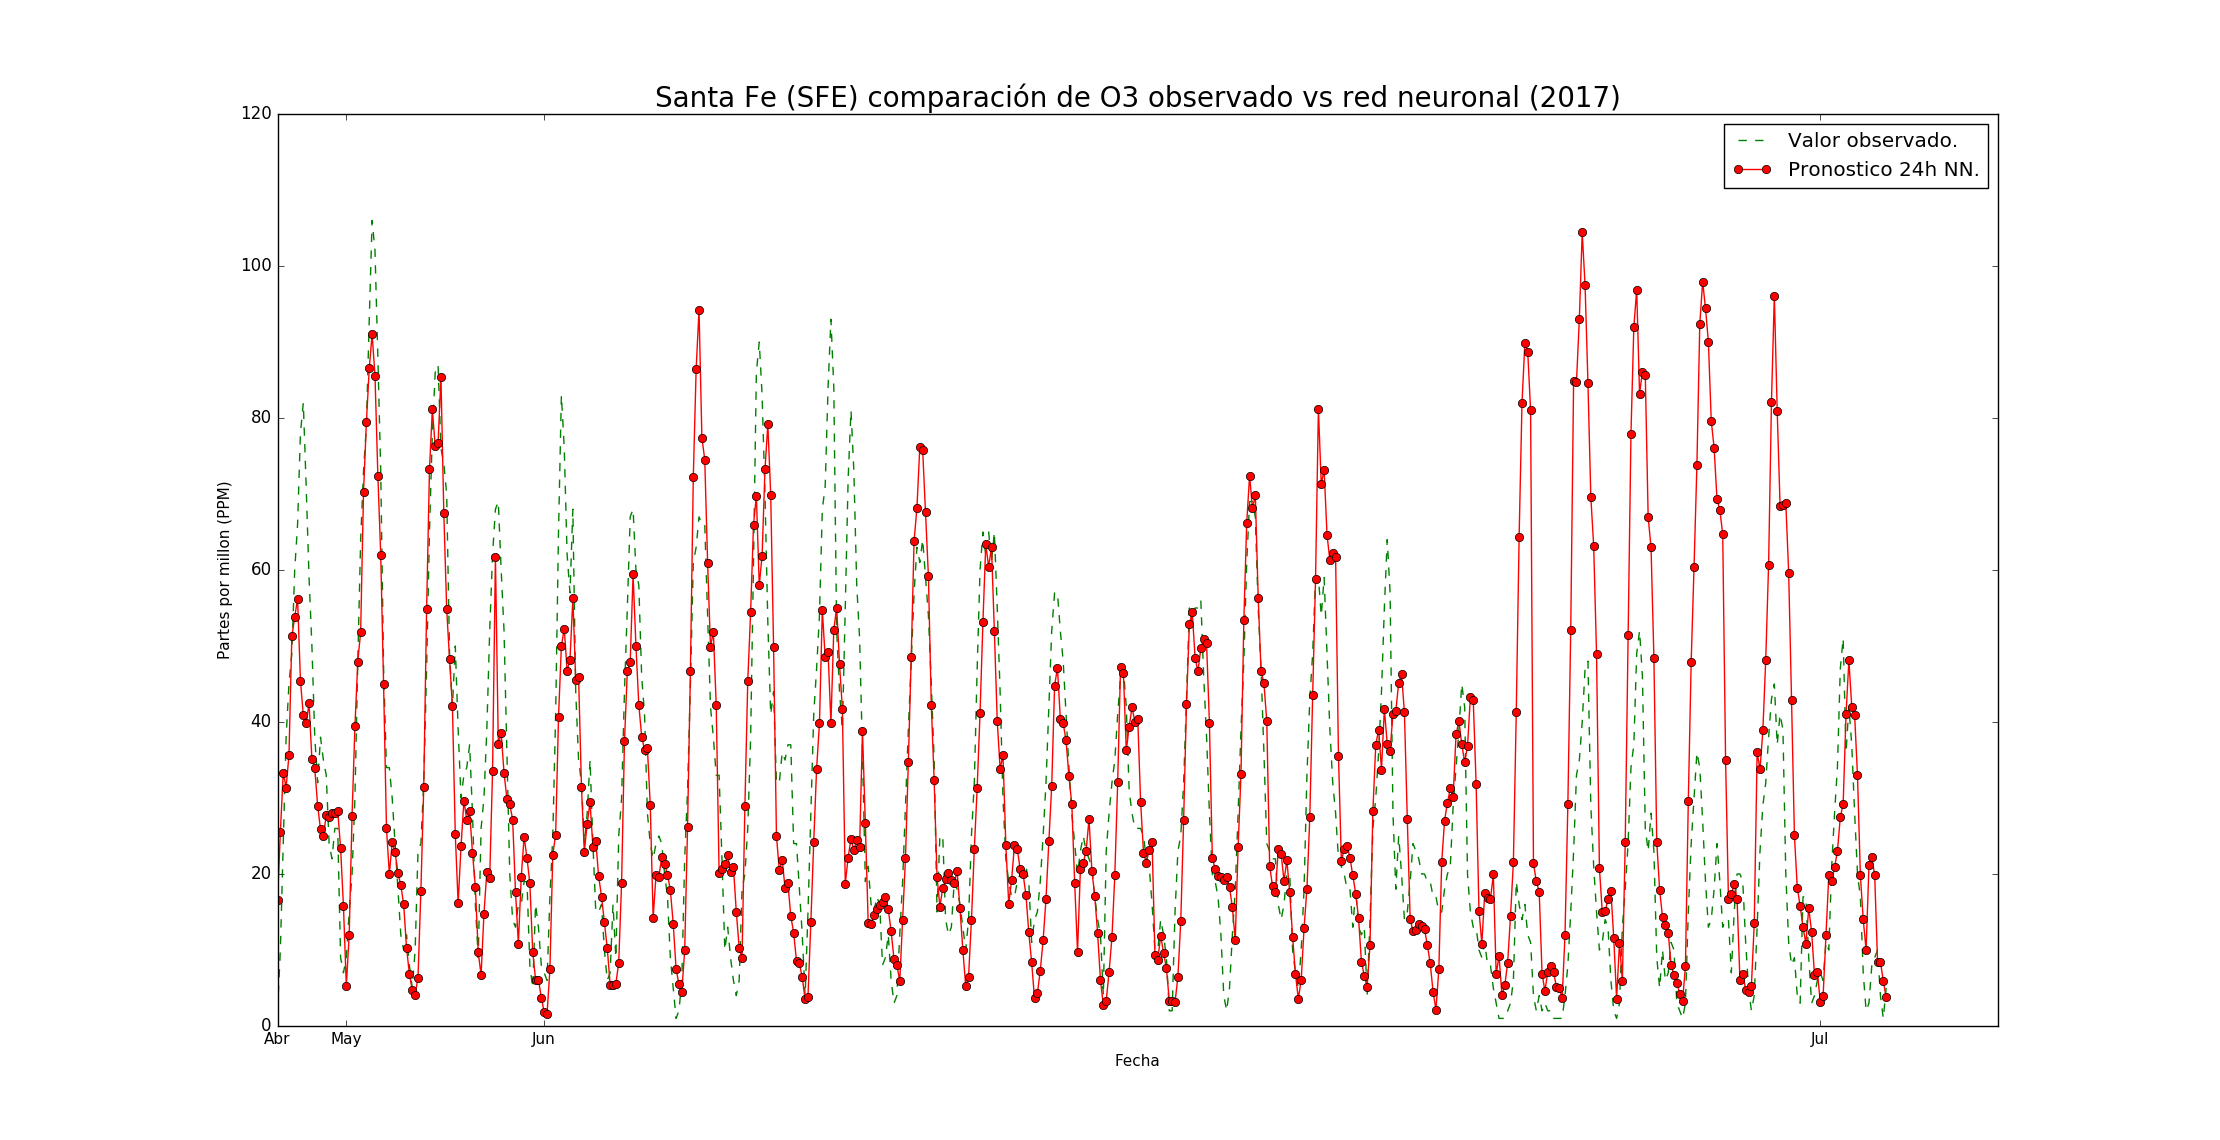 Santa Fe (SFE) comparación de O3 observado vs red neuronal (2017)
120
100
80
60
40
20
0
Partes por millon (PPM)
Valor observado.
Pronostico 24h NN.
Abr May Jun Jul
Fecha